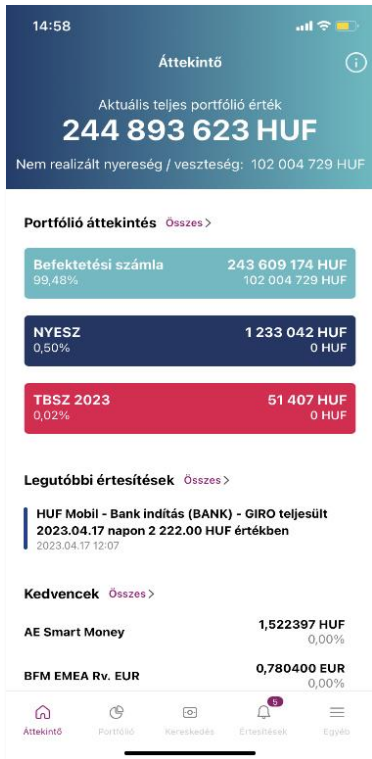 14:58
Áttekintő
Aktuális teljes portfólió érték
244 893 623 HUF
Nem realizált nyereség / veszteség: 102 004 729 HUF
Portfólió áttekintés Összes >
Befektetési számla 243 609 174 HUF
99,48% 102 004 729 HUF
NYESZ 1 233 042 HUF
0,50% 0 HUF
TBSZ 2023 51 407 HUF
0,02% 0 HUF
Legutóbbi értesítések Összes >
HUF Mobil - Bank indítás (BANK) - GIRO teljesült
2023.04.17 napon 2 222.00 HUF értékben
2023.04.17 12:07
Kedvencek Összes >
AE Smart Money 1,522397 HUF
0,00%
BFM EMEA Rv. EUR 0,780400 EUR
0,00%
5
Áttekintő Portfólió Kereskedés Értesítések Egyéb